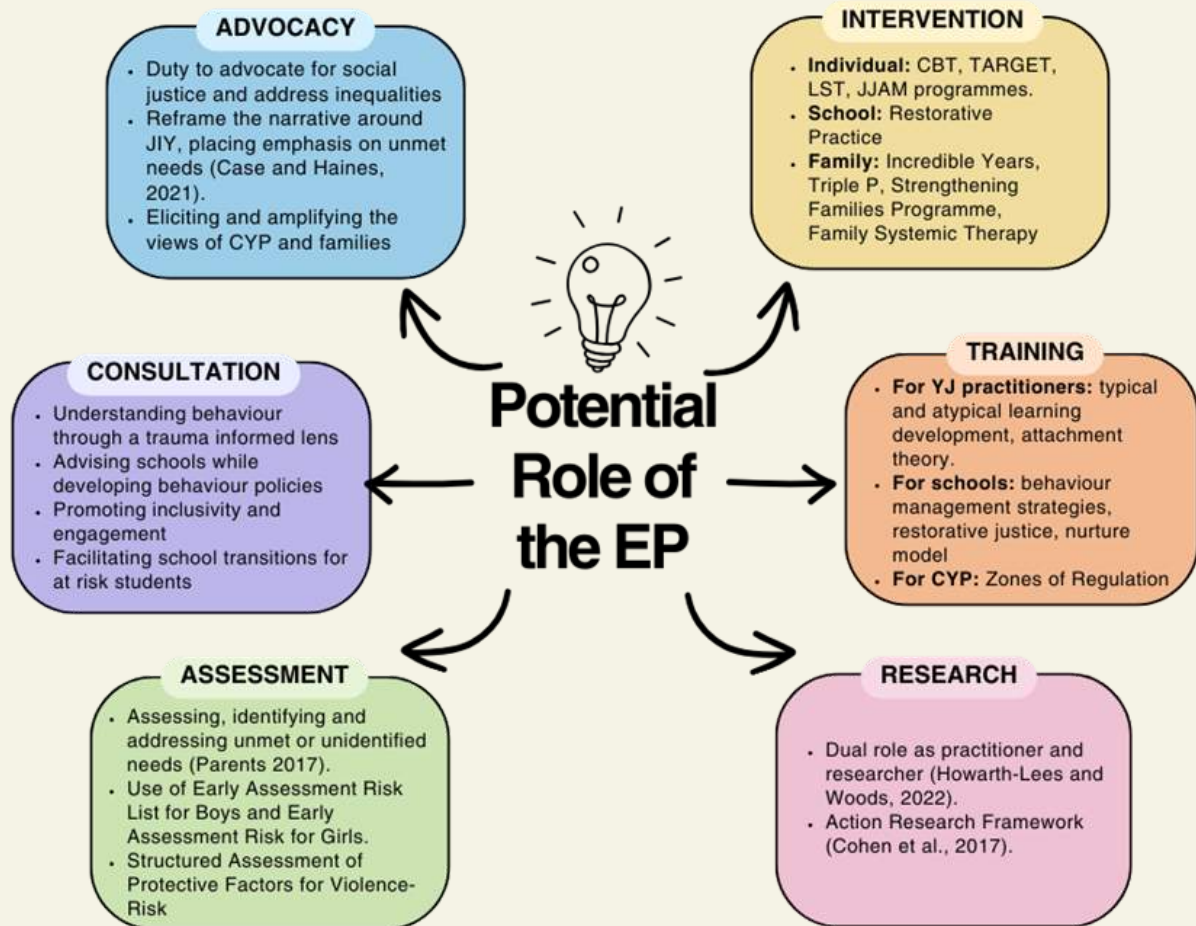 ADVOCACY
• Duty to advocate for social
justice and address inequalities
• Reframe the narrative around
JIY, placing emphasis on unmet
needs (Case and Haines,
2021).
• Eliciting and amplifying the
views of CYP and families
INTERVENTION
• Individual: CBT, TARGET,
LST, JJAM programmes.
• School: Restorative
Practice
• Family: Incredible Years,
Triple P, Strengthening
Families Programme,
Family Systemic Therapy
CONSULTATION
• Understanding behaviour
through a trauma informed lens
• Advising schools while
developing behaviour policies
• Promoting inclusivity and
engagement
• Facilitating school transitions for
at risk students
Potential
Role of
the EP
TRAINING
• For YJ practitioners: typical
and atypical learning
development, attachment
theory.
• For schools: behaviour
management strategies,
restorative justice, nurture
model
• For CYP: Zones of Regulation
ASSESSMENT
• Assessing, identifying and
addressing unmet or unidentified
needs (Parents 2017).
• Use of Early Assessment Risk
List for Boys and Early
Assessment Risk for Girls.
• Structured Assessment of
Protective Factors for Violence-
Risk
RESEARCH
• Dual role as practitioner and
researcher (Howarth-Lees and
Woods, 2022).
• Action Research Framework
(Cohen et al., 2017).